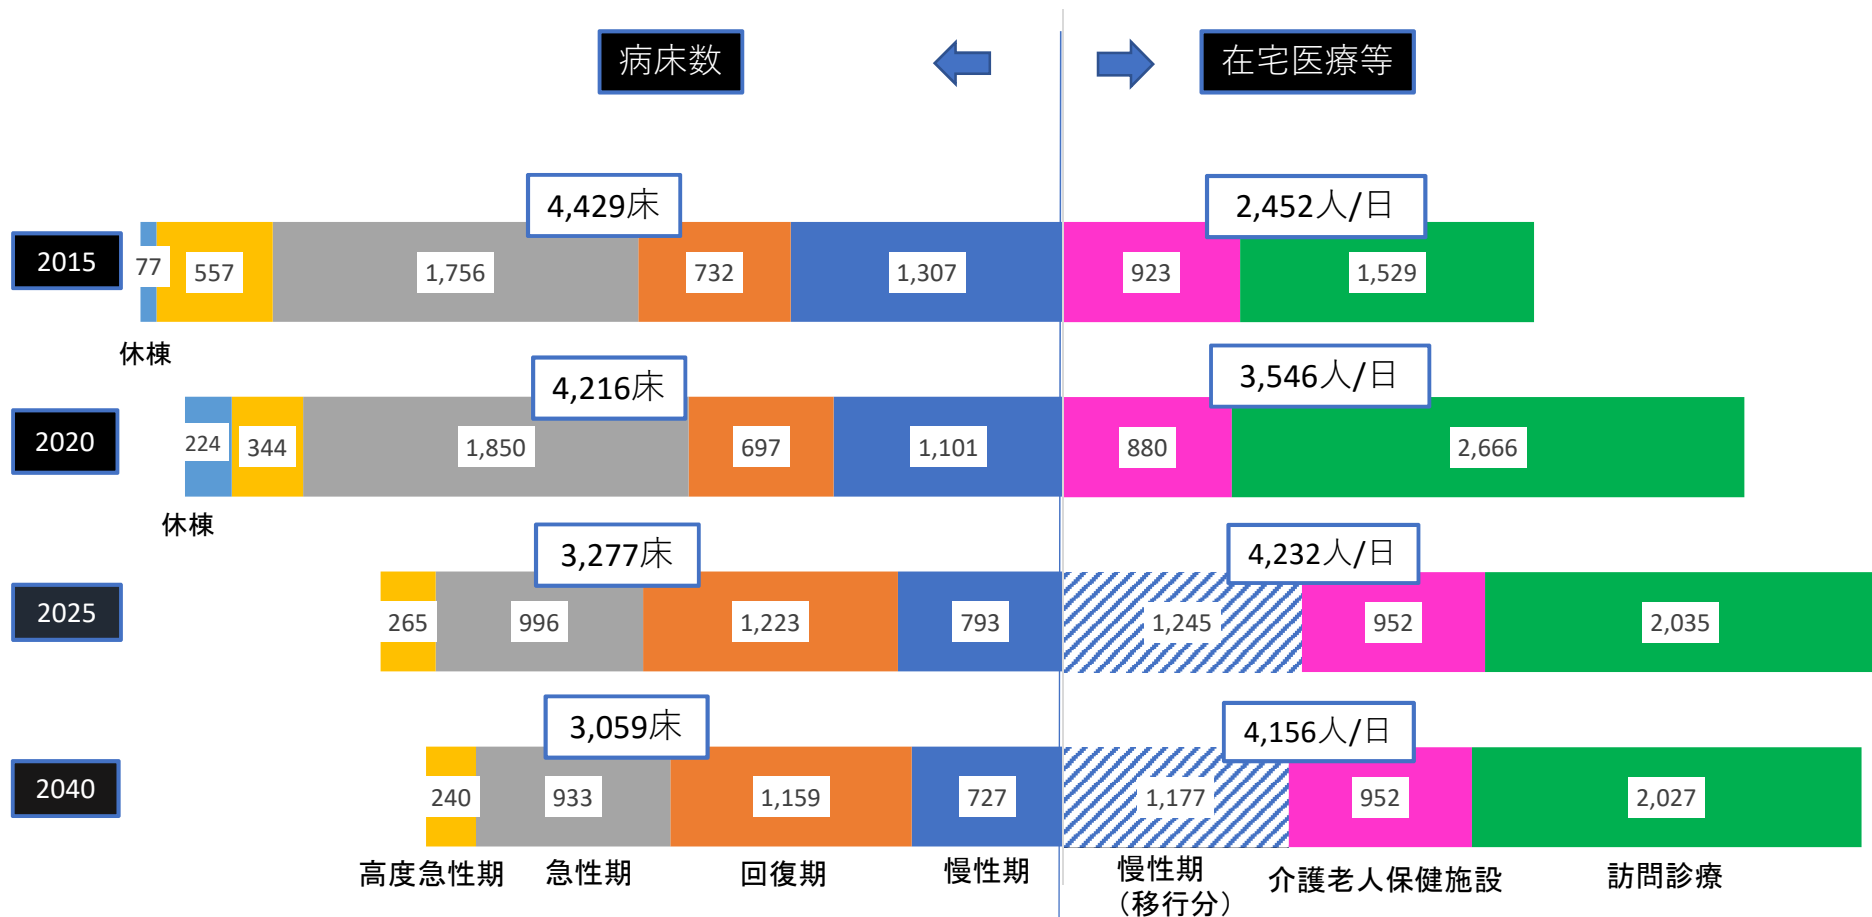 病床数
在宅医療等
4,429床
2,452人/日
2015
77
557
1,756
732
1,307
923
1,529
休棟
4,216床
3,546人/日
2020
224
344
1,850
697
1,101
880
2,666
休棟
3,277床
4,232人/日
2025
265
996
1,223
793
1,245
952
2,035
3,059床
4,156人/日
2040
240
933
1,159
727
1,177
952
2,027
高度急性期
急性期
回復期
慢性期
慢性期
（移行分）
介護老人保健施設
訪問診療